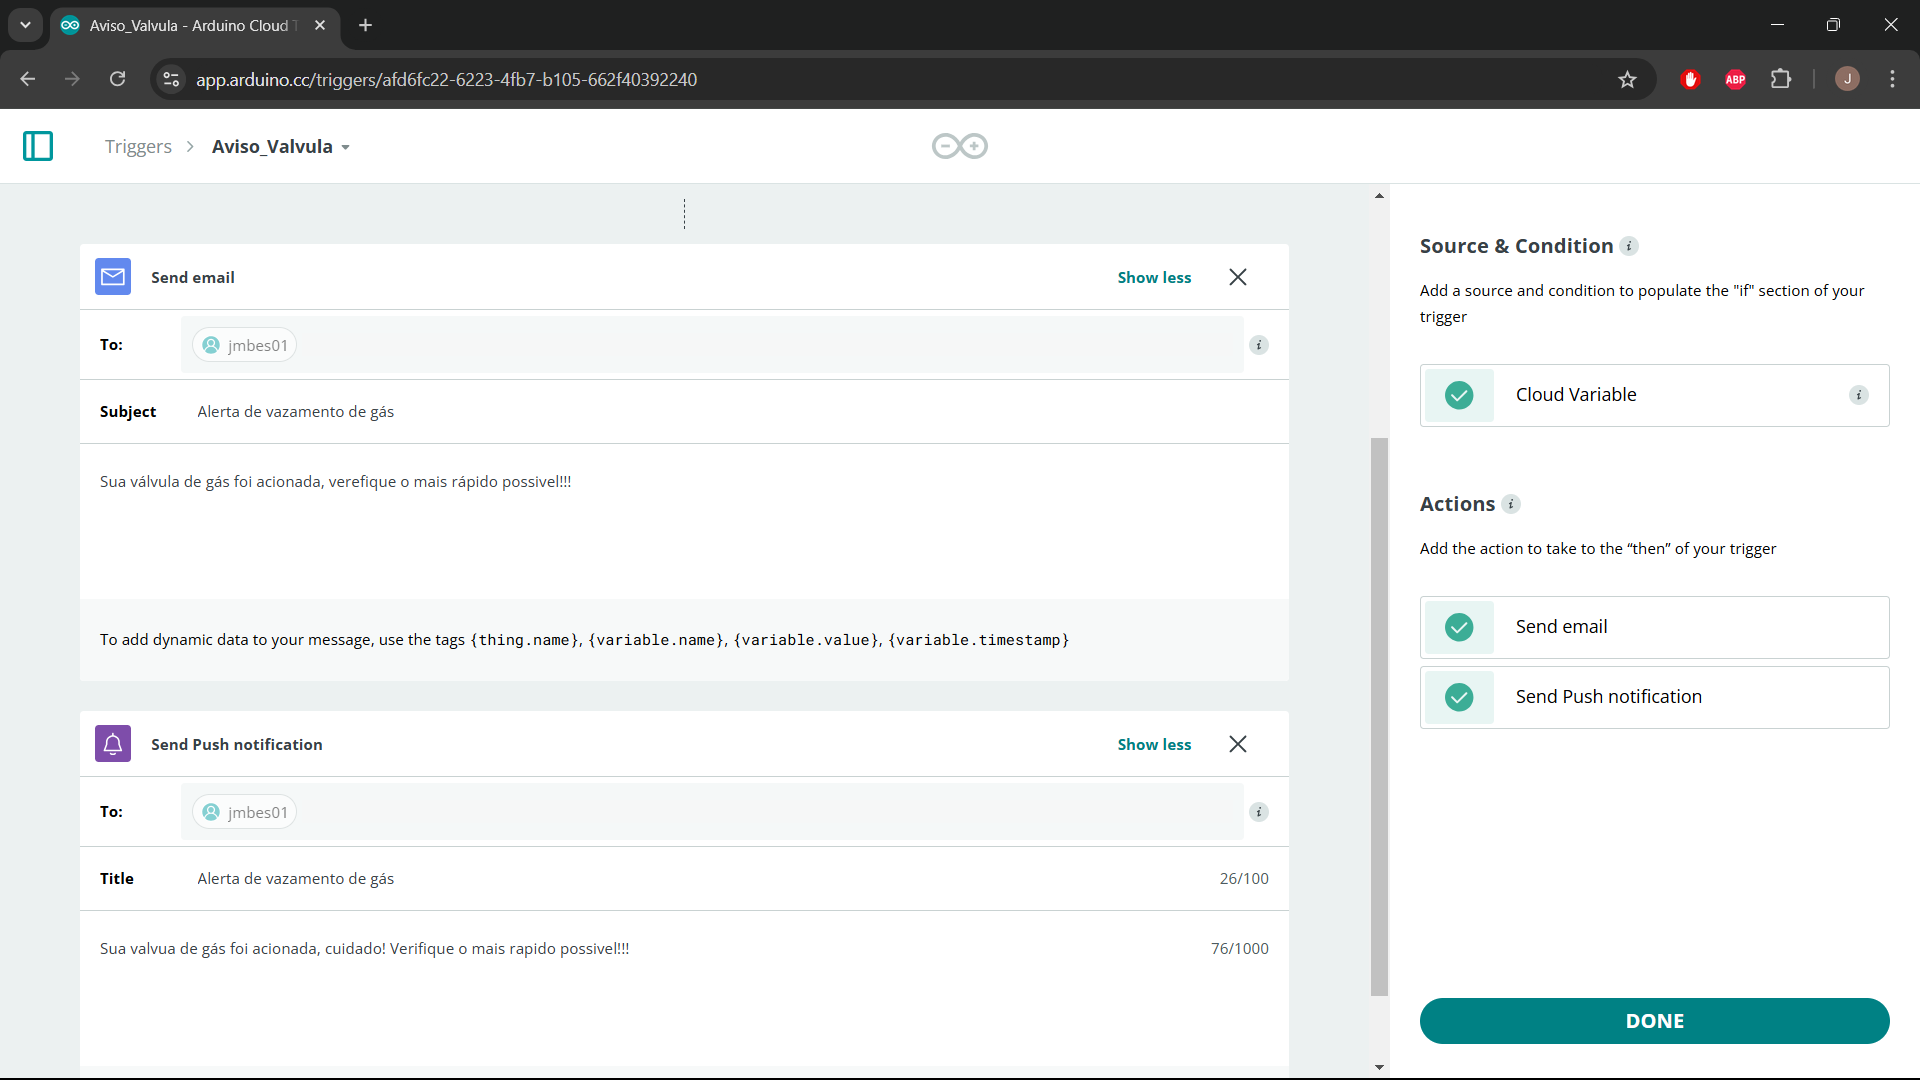 Aviso_Valvula - Arduino Cloud T
app.arduino.cc/triggers/afd6fc22-6223-4fb7-b105-662f40392240
ABP
J
Triggers > Aviso_Valvula
Send email
Show less
To:
jmbes01
i
Subject
Alerta de vazamento de gás
Sua válvula de gás foi acionada, verefique o mais rápido possivel!!!
To add dynamic data to your message, use the tags {thing.name}, {variable.name}, {variable.value}, {variable.timestamp}
Send Push notification
Show less
To:
jmbes01
i
Title
Alerta de vazamento de gás
26/100
Sua valvua de gás foi acionada, cuidado! Verifique o mais rapido possivel!!!
76/1000
Source & Condition i
Add a source and condition to populate the "if" section of your
trigger
Cloud Variable
i
Actions i
Add the action to take to the “then” of your trigger
Send email
Send Push notification
DONE